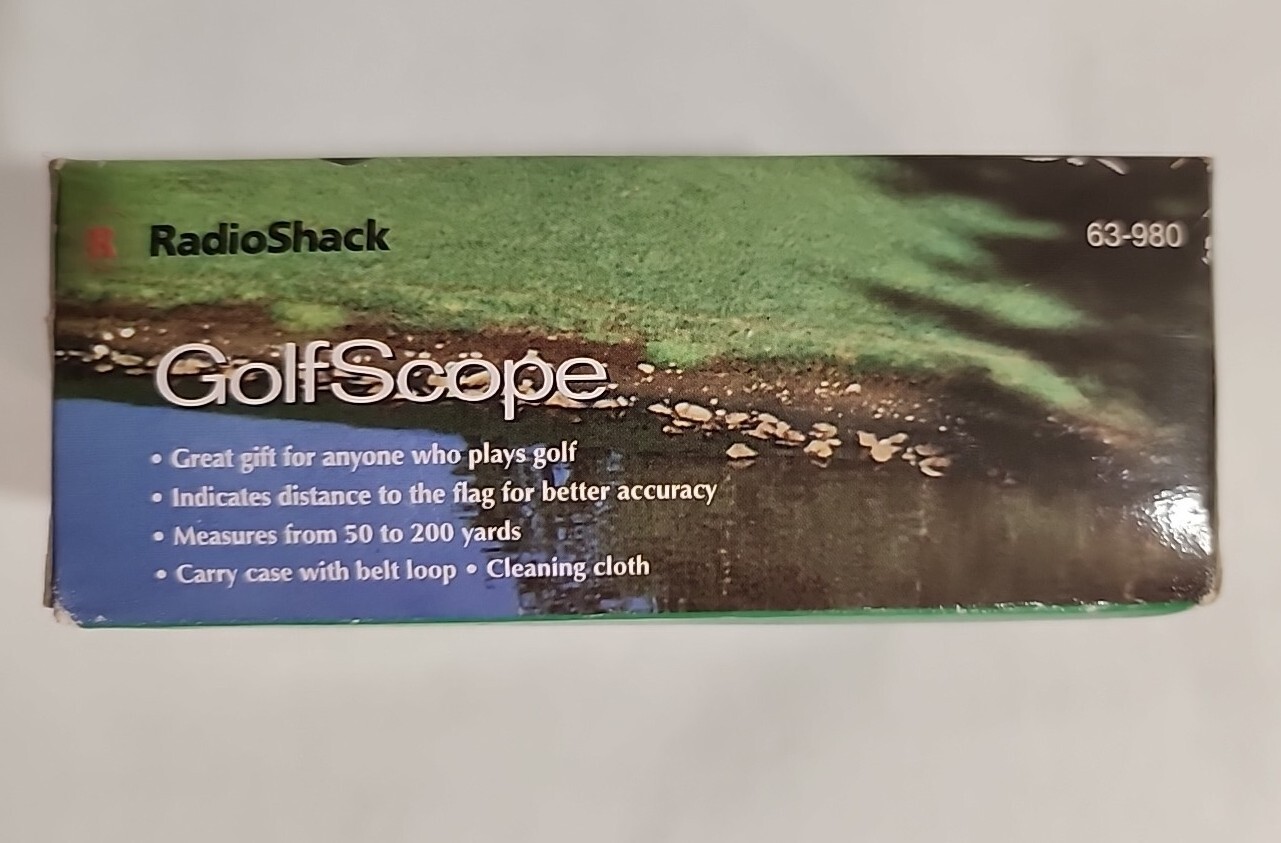 R RadioShack
63-980
GolfScope
• Great gift for anyone who plays golf
• Indicates distance to the flag for better accuracy
• Measures from 50 to 200 yards
• Carry case with belt loop • Cleaning cloth